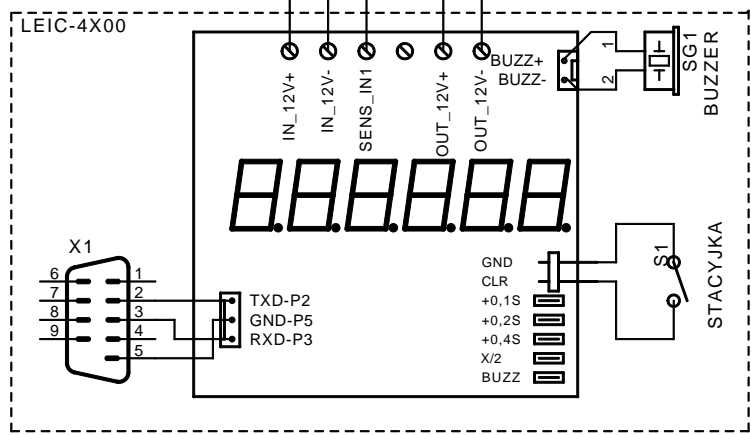 LEIC-4X00
IN_12V+
IN_12V-
SENS_IN1
OUT_12V+
OUT_12V-
BUZZ+
BUZZ-
1
2
SG1
BUZZER
X1
6
7
8
9
1
2
3
4
5
TXD-P2
GND-P5
RXD-P3
GND
CLR
+0,1S
+0,2S
+0,4S
X/2
BUZZ
S1
STACYJKA